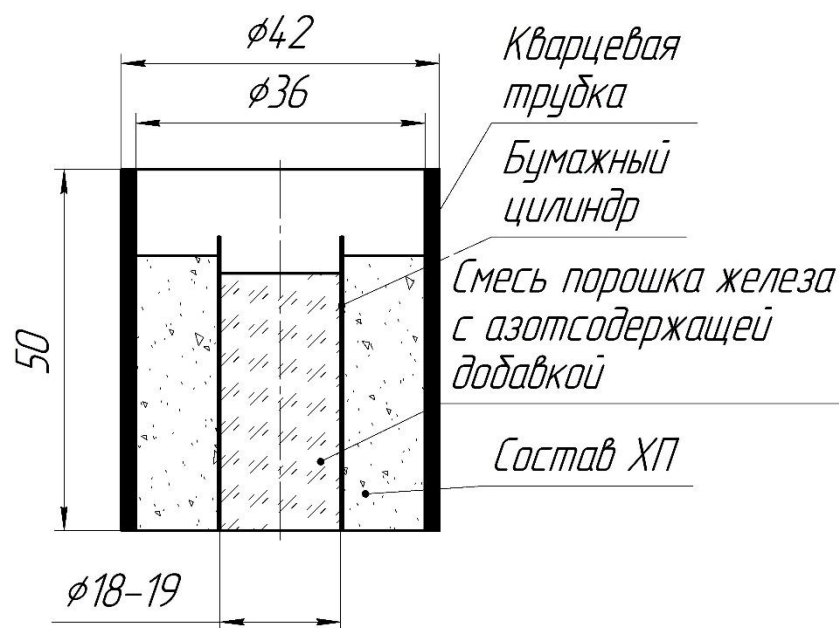 ϕ42
ϕ36
Кварцевая
трубка
Бумажный
цилиндр
Смесь порошка железа
с азотсодержащей
добавкой
50
Состав ХП
ϕ18-19